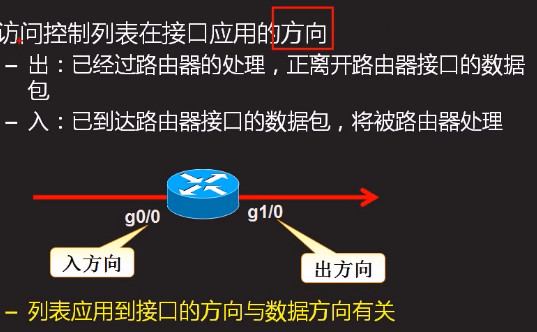 访问控制列表在接口应用的方向
– 出：已经过路由器的处理，正离开路由器接口的数据
包
– 入：已到达路由器接口的数据包，将被路由器处理
g0/0
g1/0
入方向
出方向
– 列表应用到接口的方向与数据方向有关